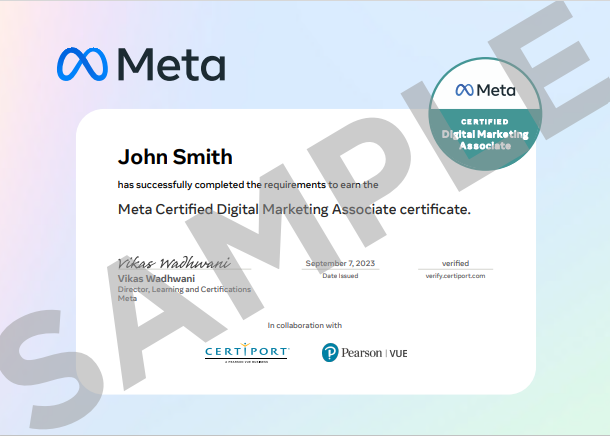 Meta
Meta
CERTIFIED
Digital Marketing
Associate
John Smith
has successfully completed the requirements to earn the
Meta Certified Digital Marketing Associate certificate.
Vikas Wadhwani
Vikas Wadhwani
Director, Learning and Certifications
Meta
September 7, 2023
Date Issued
verified
verify.certiport.com
In collaboration with
CERTIPORT
A PEARSON VUE BUSINESS
Pearson | VUE
SAMPLE